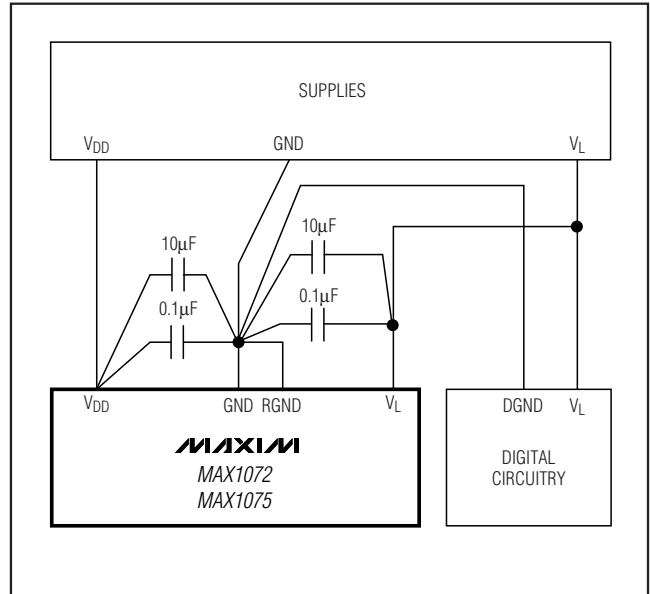 SUPPLIES
VDD GND VL
10µF
10µF
0.1µF
0.1µF
VDD GND RGND VL
DGND VL
MAXIM
MAX1072
MAX1075
DIGITAL
CIRCUITRY